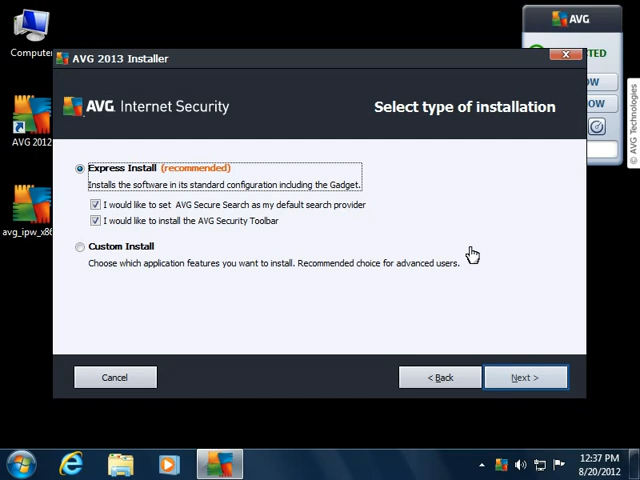 Computer
AVG
AVG 2013 Installer
TED
OW
OW
AVG 2012
avg_ipw_x86
© AVG Technologies
AVG. Internet Security
Select type of installation
Express Install (recommended)
Installs the software in its standard configuration including the Gadget.
I would like to set AVG Secure Search as my default search provider
I would like to install the AVG Security Toolbar
Custom Install
Choose which application features you want to install. Recommended choice for advanced users.
Cancel
< Back
Next >
12:37 PM
8/20/2012